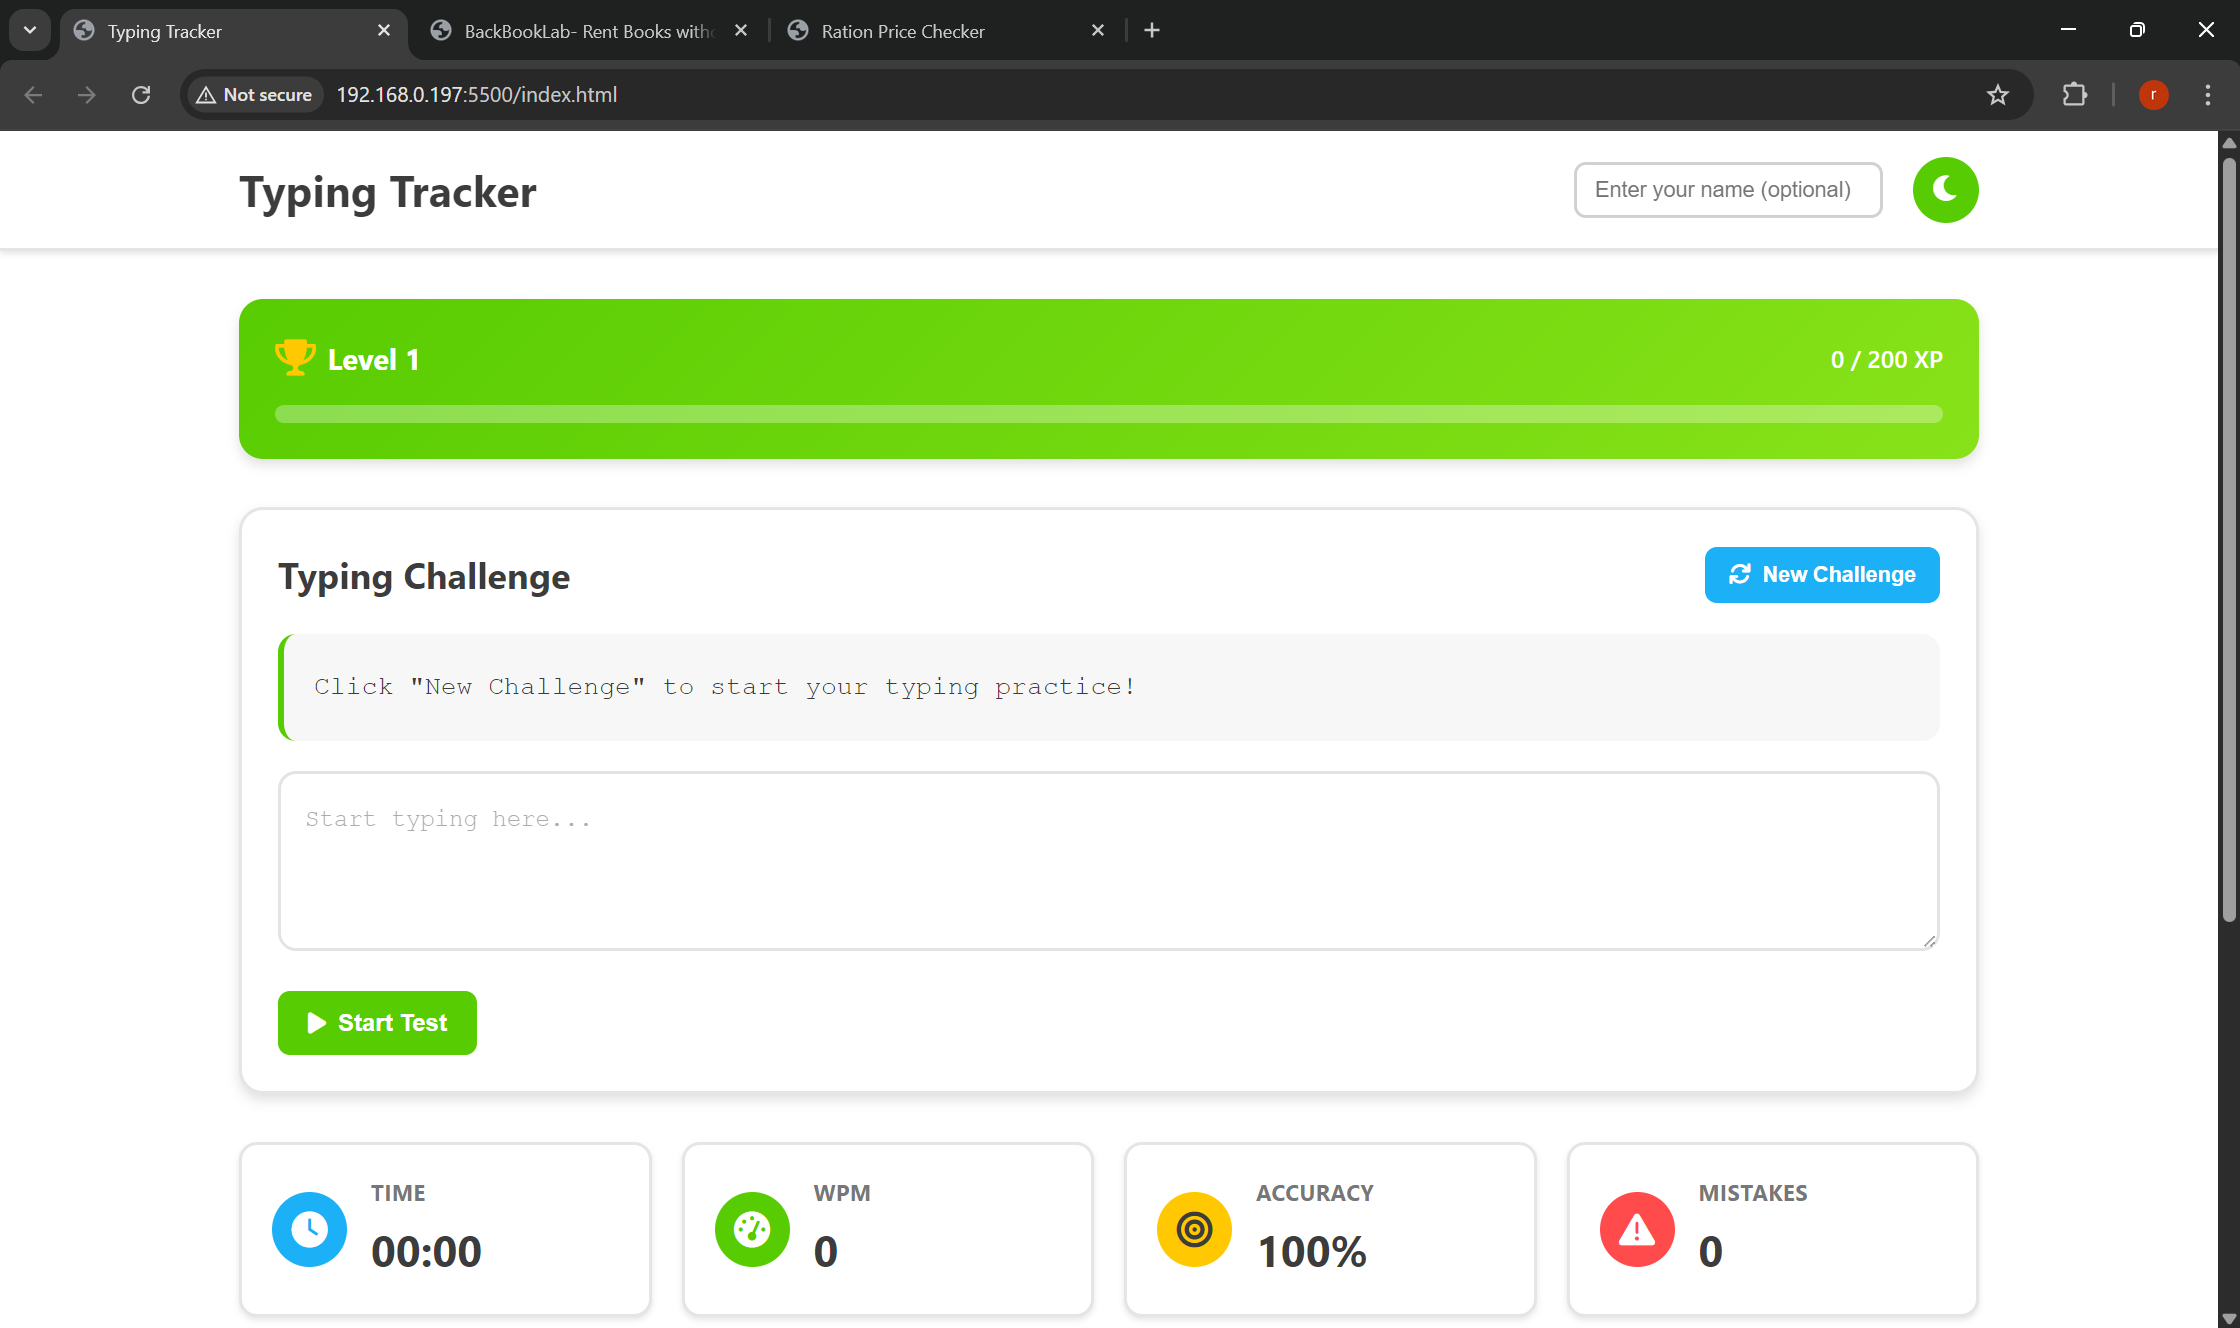 Typing Tracker
BackBookLab- Rent Books with
Ration Price Checker
Not secure
192.168.0.197:5500/index.html
r
Typing Tracker
Enter your name (optional)
Level 1
0 / 200 XP
Typing Challenge
New Challenge
Click "New Challenge" to start your typing practice!
Start typing here...
Start Test
TIME
00:00
WPM
0
ACCURACY
100%
MISTAKES
0